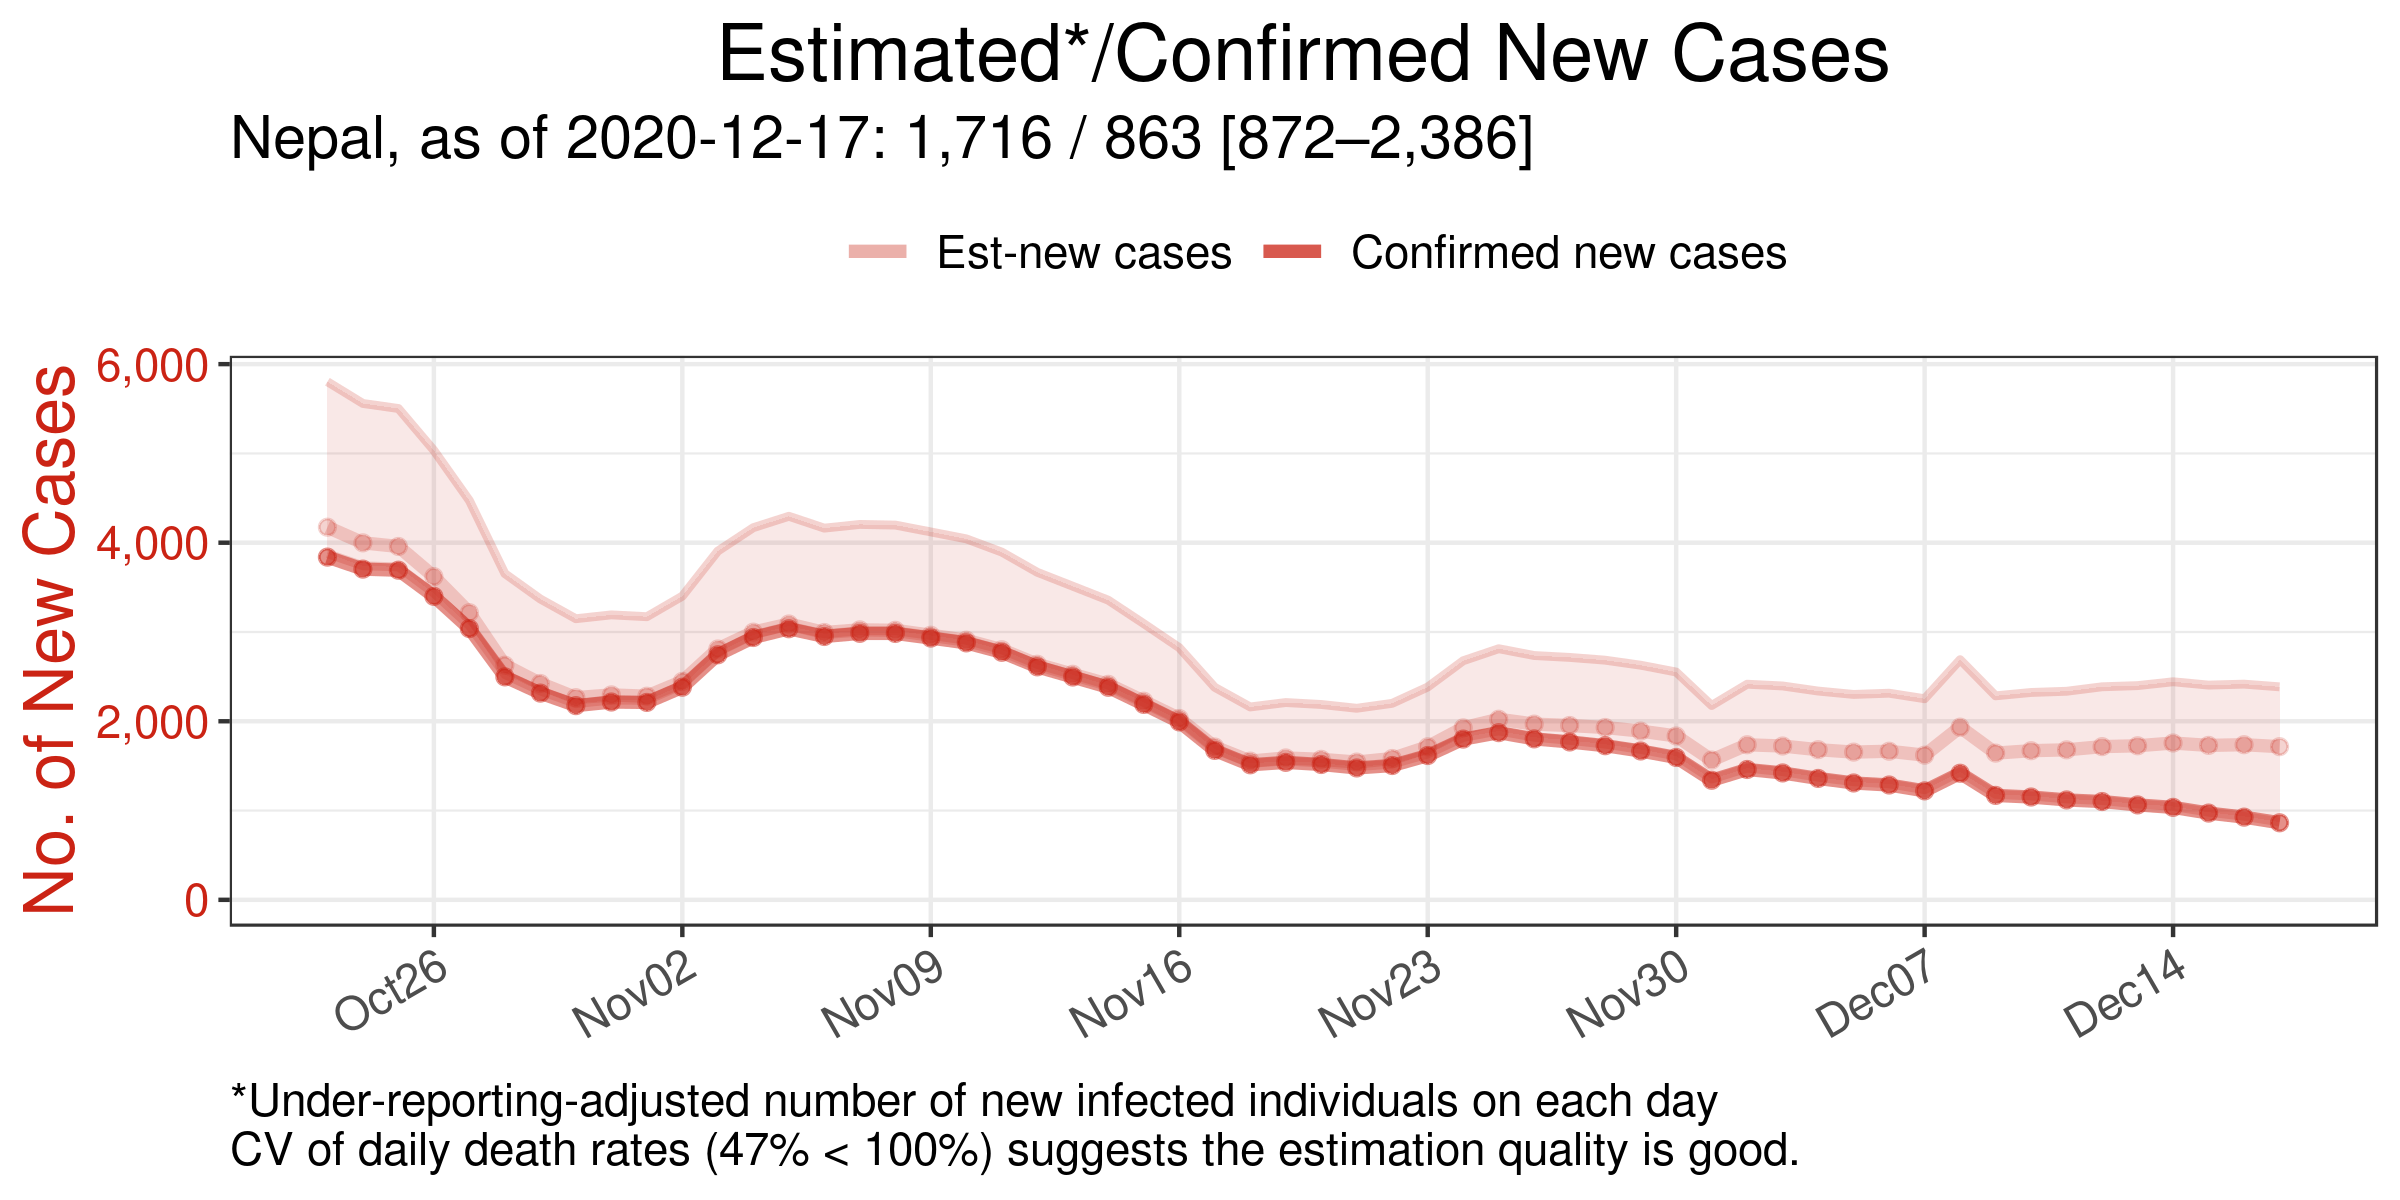 Estimated*/Confirmed New Cases
Nepal, as of 2020-12-17: 1,716 / 863 [872–2,386]
Est-new cases Confirmed new cases
No. of New Cases
6,000
4,000
2,000
0
Oct26 Nov02 Nov09 Nov16 Nov23 Nov30 Dec07 Dec14
*Under-reporting-adjusted number of new infected individuals on each day
CV of daily death rates (47% < 100%) suggests the estimation quality is good.